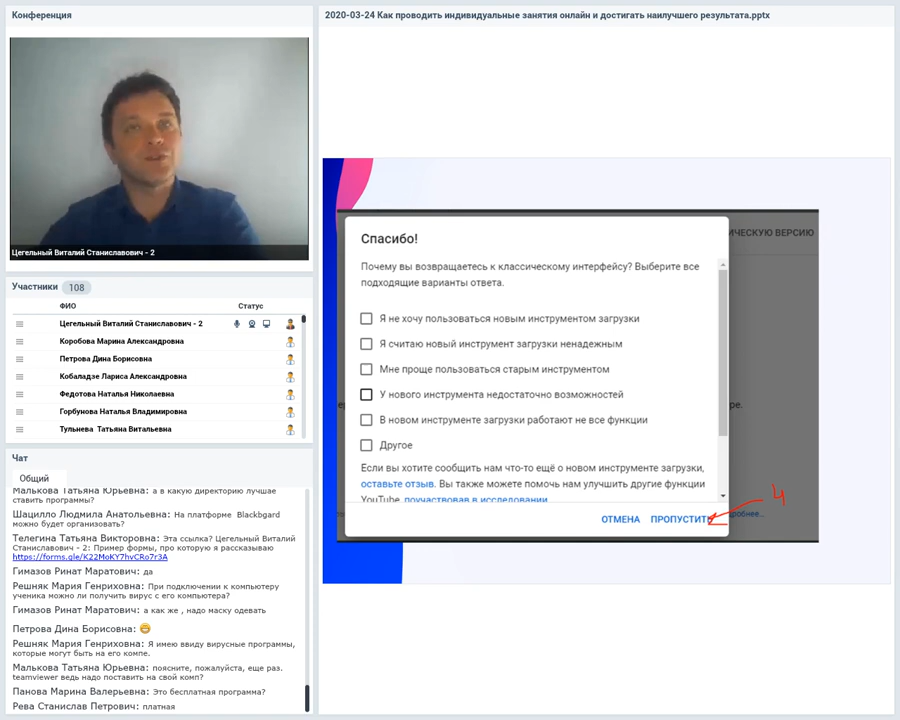 Конференция
2020-03-24 Как проводить индивидуальные занятия онлайн и достигать наилучшего результата.pptx
Цегельный Виталий Станиславович - 2
Участники 108
ФИО Статус
Цегельный Виталий Станиславович - 2
Коробова Марина Александровна
Петрова Дина Борисовна
Кобаладзе Лариса Александровна
Федотова Наталья Николаевна
Горбунова Наталья Владимировна
Тульнева Татьяна Витальевна
Чат
Общий
Малькова Татьяна Юрьевна: а в какую директорию лучшае
ставить программы?
Шацилло Людмила Анатольевна: На платформе Blackbgard
можно будет организовать?
Телегина Татьяна Викторовна: Эта ссылка? Цегельный Виталий
Станиславович - 2: Пример формы, про которую я рассказываю
https://forms.gle/K22MoKY7hvCRo7r3A
Гимазов Ринат Маратович: да
Решняк Мария Генриховна: При подключении к компьютеру
ученика можно ли получить вирус с его компьютера?
Гимазов Ринат Маратович: а как же , надо маску одевать
Петрова Дина Борисовна: 😄
Решняк Мария Генриховна: Я имею ввиду вирусные программы,
которые могут быть на его компе.
Малькова Татьяна Юрьевна: поясните, пожалуйста, еще раз.
teamviewer ведь надо поставить на свой комп?
Панова Марина Валерьевна: Это бесплатная программа?
Рева Станислав Петрович: платная
ИЧЕСКУЮ ВЕРСИЮ
Спасибо!
Почему вы возвращаетесь к классическому интерфейсу? Выберите все
подходящие варианты ответа.
Я не хочу пользоваться новым инструментом загрузки
Я считаю новый инструмент загрузки ненадежным
Мне проще пользоваться старым инструментом
У нового инструмента недостаточно возможностей
В новом инструменте загрузки работают не все функции
Другое
Если вы хотите сообщить нам что-то ещё о новом инструменте загрузки,
оставьте отзыв. Вы также можете помочь нам улучшить другие функции
YouTube, поучаствовав в исследовании
ОТМЕНА ПРОПУСТИТЬ
4